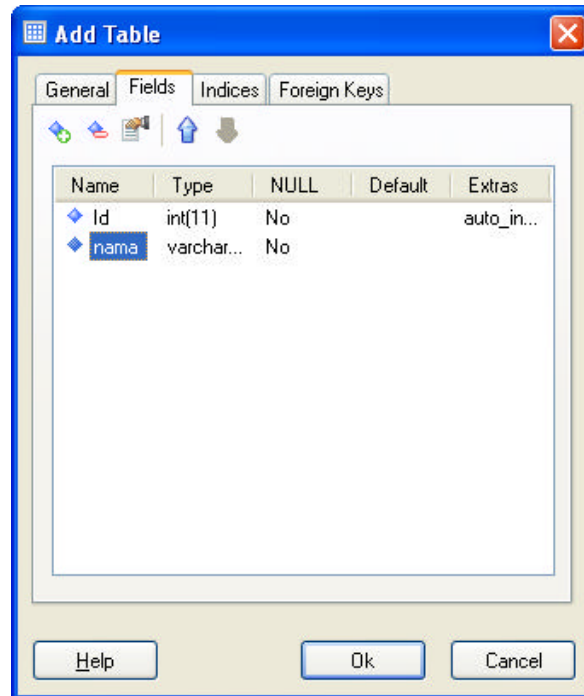 Add Table
General Fields Indices Foreign Keys
Name Type NULL Default Extras
Id int(11) No auto_in...
nama varchar... No
Help Ok Cancel